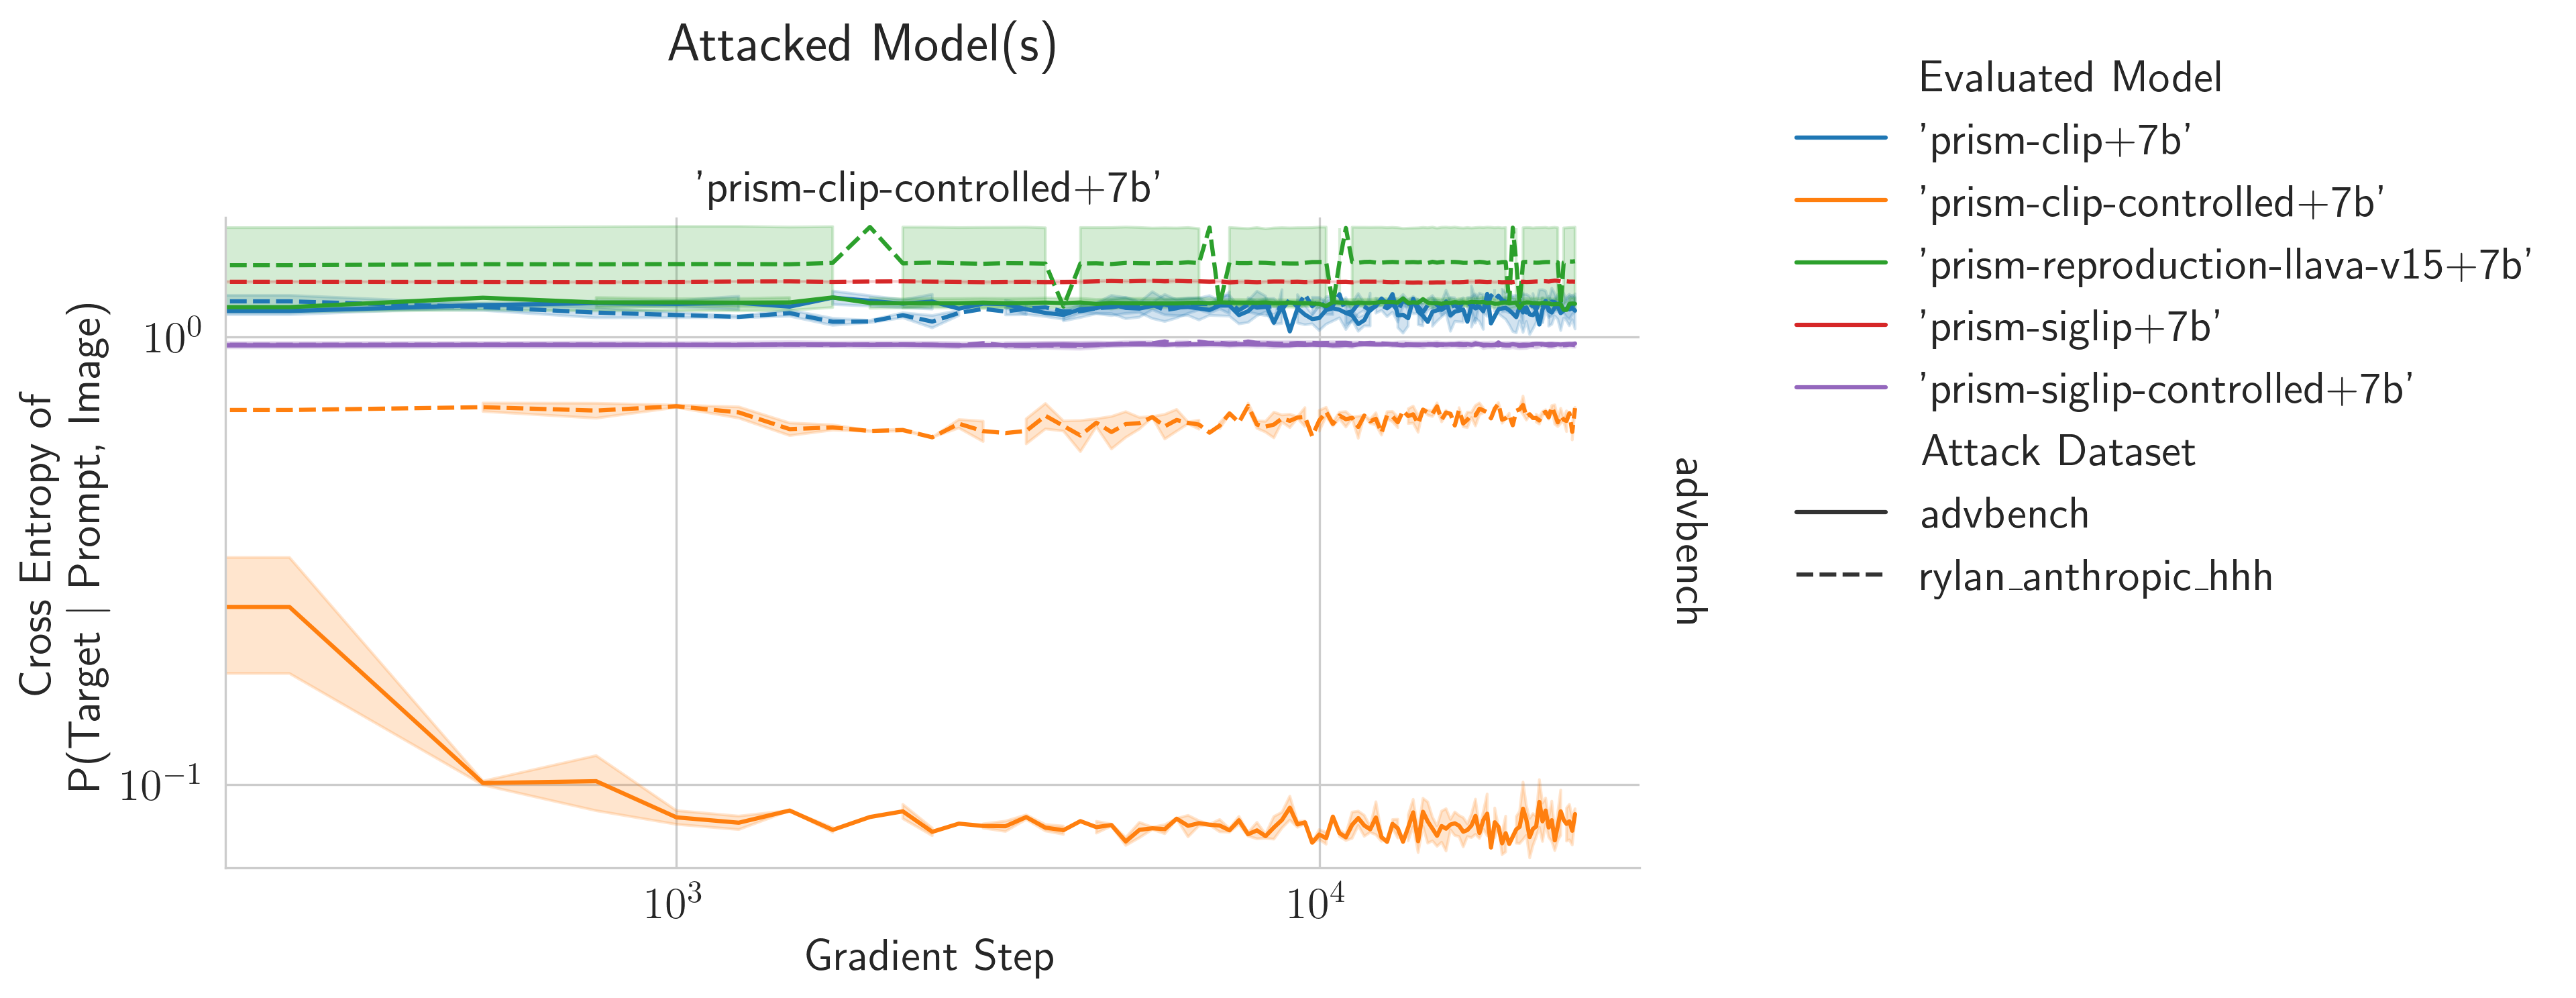 Attacked Model(s)
'prism-clip-controlled+7b'
Cross Entropy of
P(Target | Prompt, Image)
10^0
10^-1
10^3
10^4
Gradient Step
advbench
Evaluated Model
'prism-clip+7b'
'prism-clip-controlled+7b'
'prism-reproduction-llava-v15+7b'
'prism-siglip+7b'
'prism-siglip-controlled+7b'
Attack Dataset
advbench
rylan_anthropic_hhh